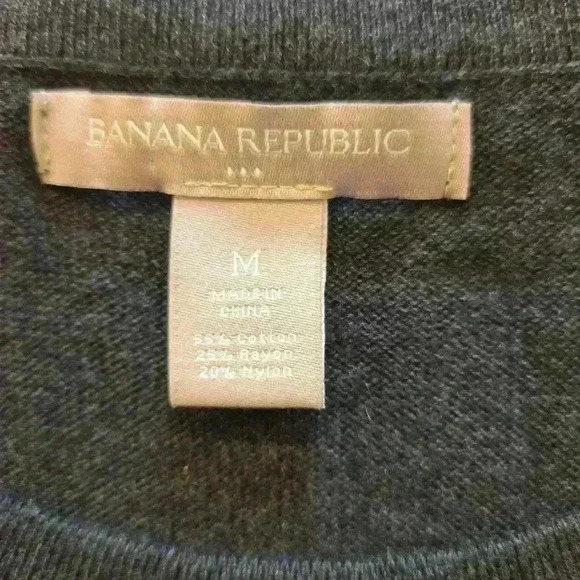 BANANA REPUBLIC
M
MADE IN
CHINA
55% Cotton
25% Rayon
20% Nylon